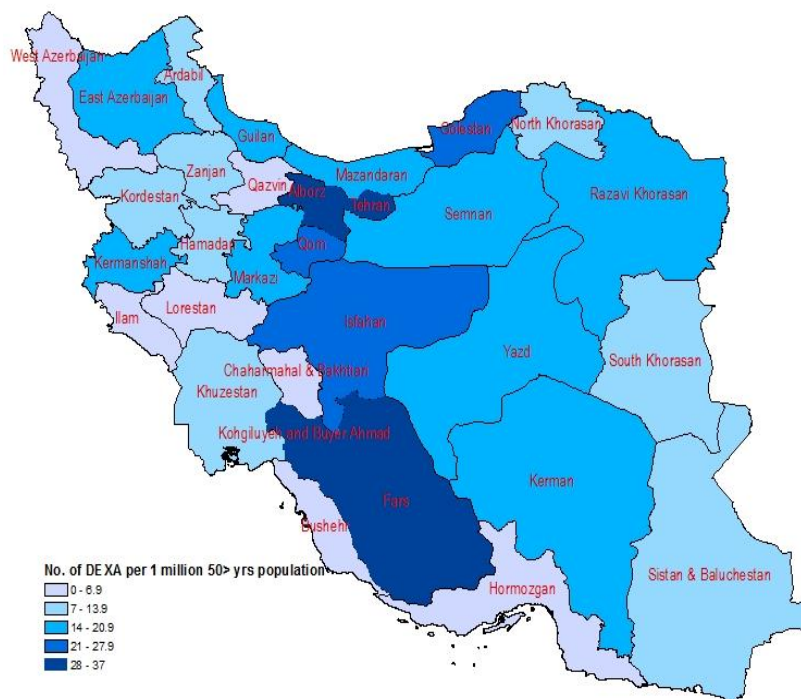 West Azerbaijan
Ardabil
East Azerbaijan
Guilan
Golestan
North Khorasan
Zanjan
Mazandaran
Qazvin
Alborz
Tehran
Razavi Khorasan
Kordestan
Semnan
Hamadan
Qom
Kermanshah
Markazi
Lorestan
Ilam
Isfahan
Yazd
South Khorasan
Chaharmahal & Bakhtiari
Khuzestan
Kohgiluyeh and Buyer Ahmad
Kerman
Fars
Bushehr
Sistan & Baluchestan
Hormozgan
No. of DEXA per 1 million 50> yrs population
0 - 6.9
7 - 13.9
14 - 20.9
21 - 27.9
28 - 37